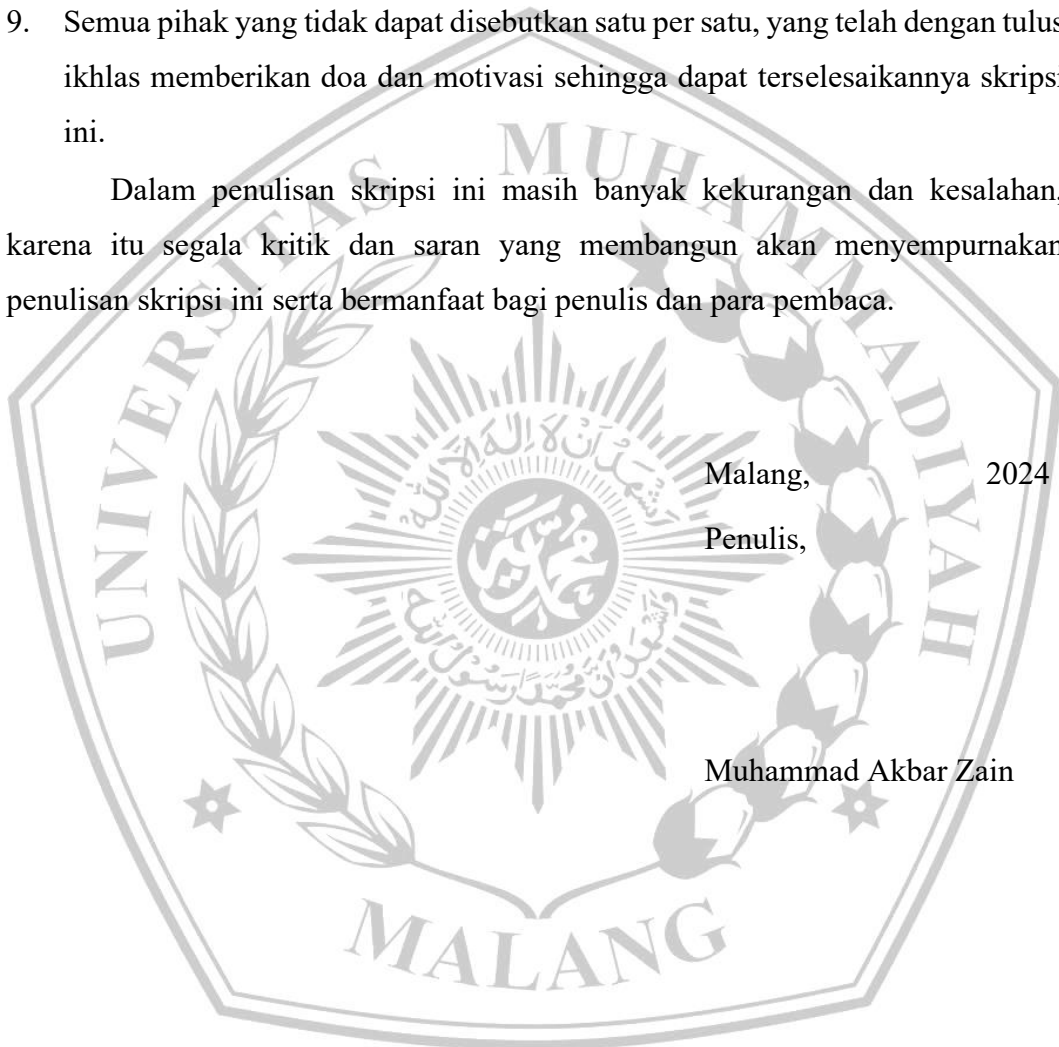 9. Semua pihak yang tidak dapat disebutkan satu per satu, yang telah dengan tulus
ikhlas memberikan doa dan motivasi sehingga dapat terselesaikannya skripsi
ini.
Dalam penulisan skripsi ini masih banyak kekurangan dan kesalahan,
karena itu segala kritik dan saran yang membangun akan menyempurnakan
penulisan skripsi ini serta bermanfaat bagi penulis dan para pembaca.
Malang, 2024
Penulis,
Muhammad Akbar Zain
UNIVERSITAS MUHAMMADIYAH
MALANG